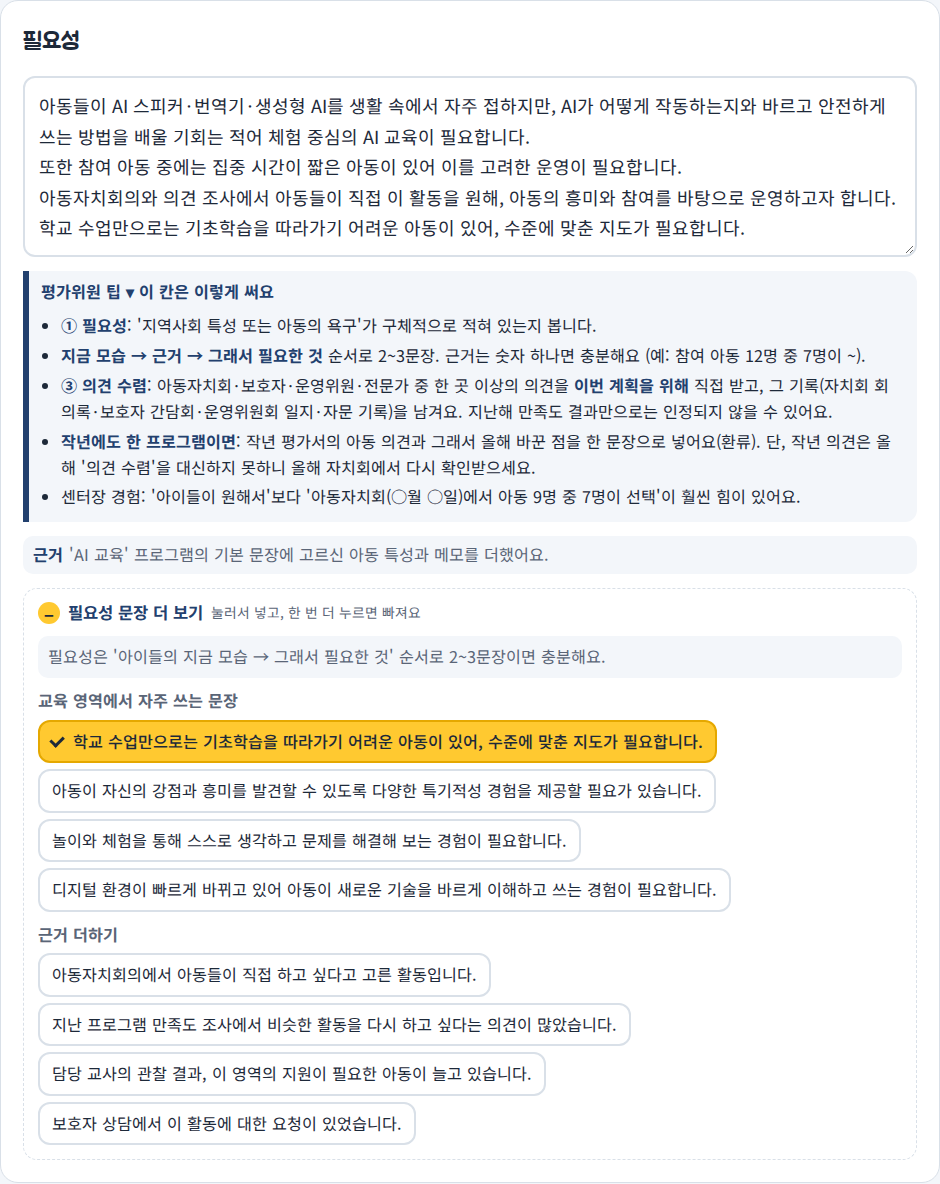 필요성
아동들이 AI 스피커·번역기·생성형 AI를 생활 속에서 자주 접하지만, AI가 어떻게 작동하는지와 바르고 안전하게
쓰는 방법을 배울 기회는 적어 체험 중심의 AI 교육이 필요합니다.
또한 참여 아동 중에는 집중 시간이 짧은 아동이 있어 이를 고려한 운영이 필요합니다.
아동자치회의와 의견 조사에서 아동들이 직접 이 활동을 원해, 아동의 흥미와 참여를 바탕으로 운영하고자 합니다.
학교 수업만으로는 기초학습을 따라가기 어려운 아동이 있어, 수준에 맞춘 지도가 필요합니다.
평가위원 팁 ▾ 이 칸은 이렇게 써요
• ① 필요성: '지역사회 특성 또는 아동의 욕구'가 구체적으로 적혀 있는지 봅니다.
• 지금 모습 → 근거 → 그래서 필요한 것 순서로 2~3문장. 근거는 숫자 하나면 충분해요 (예: 참여 아동 12명 중 7명이 ~).
• ③ 의견 수렴: 아동자치회·보호자·운영위원·전문가 중 한 곳 이상의 의견을 이번 계획을 위해 직접 받고, 그 기록(자치회 회
의록·보호자 간담회·운영위원회 일지·자문 기록)을 남겨요. 지난해 만족도 결과만으로는 인정되지 않을 수 있어요.
• 작년에도 한 프로그램이면: 작년 평가서의 아동 의견과 그래서 올해 바꾼 점을 한 문장으로 넣어요(환류). 단, 작년 의견은 올
해 '의견 수렴'을 대신하지 못하니 올해 자치회에서 다시 확인받으세요.
• 센터장 경험: '아이들이 원해서'보다 '아동자치회(◯월 ◯일)에서 아동 9명 중 7명이 선택'이 훨씬 힘이 있어요.
근거 'AI 교육' 프로그램의 기본 문장에 고르신 아동 특성과 메모를 더했어요.
– 필요성 문장 더 보기 눌러서 넣고, 한 번 더 누르면 빠져요
필요성은 '아이들의 지금 모습 → 그래서 필요한 것' 순서로 2~3문장이면 충분해요.
교육 영역에서 자주 쓰는 문장
✓ 학교 수업만으로는 기초학습을 따라가기 어려운 아동이 있어, 수준에 맞춘 지도가 필요합니다.
아동이 자신의 강점과 흥미를 발견할 수 있도록 다양한 특기적성 경험을 제공할 필요가 있습니다.
놀이와 체험을 통해 스스로 생각하고 문제를 해결해 보는 경험이 필요합니다.
디지털 환경이 빠르게 바뀌고 있어 아동이 새로운 기술을 바르게 이해하고 쓰는 경험이 필요합니다.
근거 더하기
아동자치회의에서 아동들이 직접 하고 싶다고 고른 활동입니다.
지난 프로그램 만족도 조사에서 비슷한 활동을 다시 하고 싶다는 의견이 많았습니다.
담당 교사의 관찰 결과, 이 영역의 지원이 필요한 아동이 늘고 있습니다.
보호자 상담에서 이 활동에 대한 요청이 있었습니다.